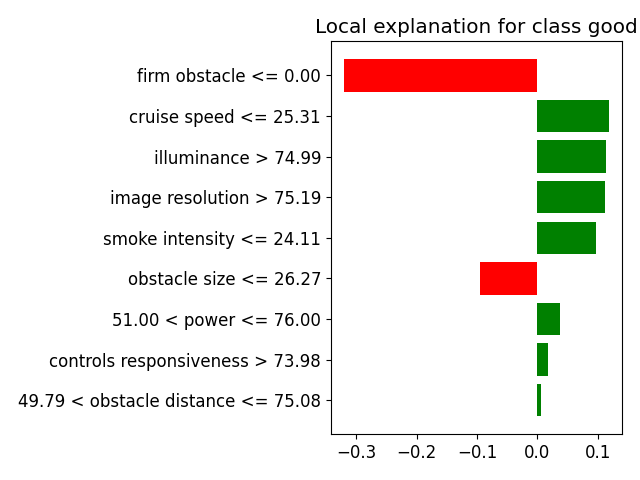 Local explanation for class good
firm obstacle <= 0.00
cruise speed <= 25.31
illuminance > 74.99
image resolution > 75.19
smoke intensity <= 24.11
obstacle size <= 26.27
51.00 < power <= 76.00
controls responsiveness > 73.98
49.79 < obstacle distance <= 75.08
−0.3 −0.2 −0.1 0.0 0.1